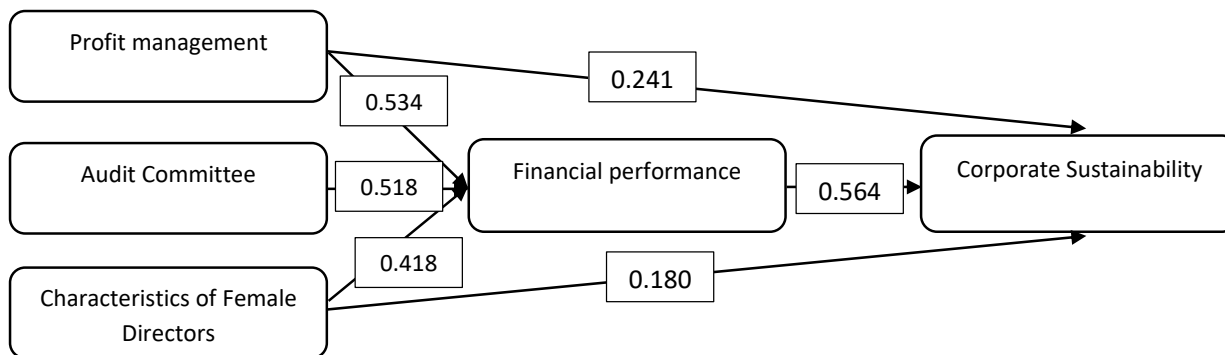 Profit management
0.241
0.534
Audit Committee
0.518
Financial performance
0.564
Corporate Sustainability
0.418
Characteristics of Female
Directors
0.180